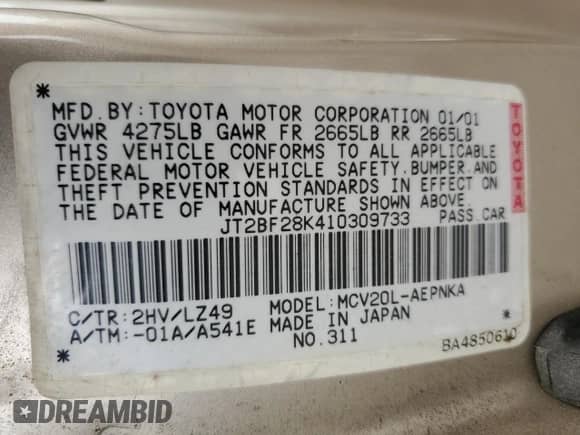 MFD.BY:TOYOTA MOTOR CORPORATION 01/01
GVWR 4275LB GAWR FR 2665LB RR 2665LB
THIS VEHICLE CONFORMS TO ALL APPLICABLE
FEDERAL MOTOR VEHICLE SAFETY,BUMPER,AND
THEFT PREVENTION STANDARDS IN EFFECT ON
THE DATE OF MANUFACTURE SHOWN ABOVE.
JT2BF28K410309733 PASS.CAR
TOYOTA
C/TR:2HV/LZ49 MODEL:MCV20L-AEPNKA
A/TM:-01A/A541E MADE IN JAPAN
NO.311 BA4850610
DREAMBID